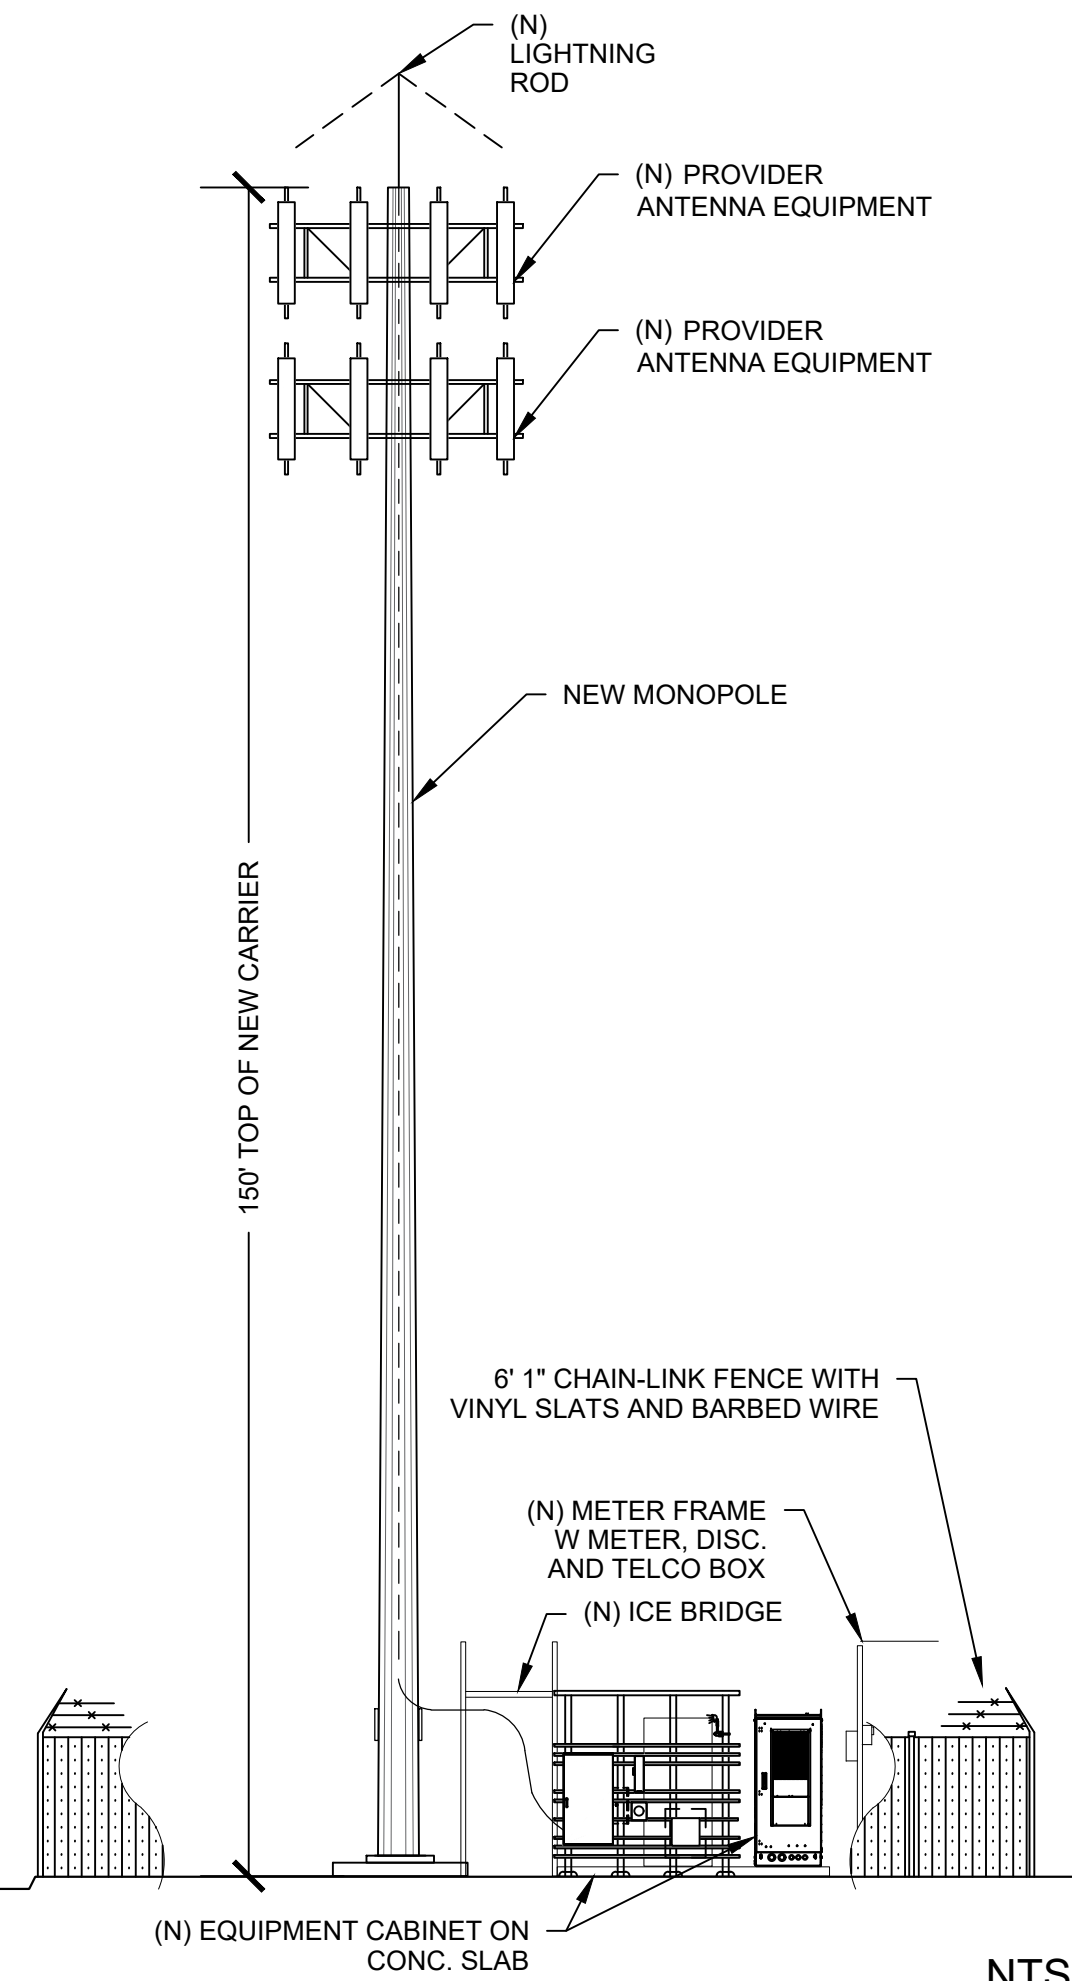 (N)
LIGHTNING
ROD
(N) PROVIDER
ANTENNA EQUIPMENT
(N) PROVIDER
ANTENNA EQUIPMENT
NEW MONOPOLE
150' TOP OF NEW CARRIER
6' 1" CHAIN-LINK FENCE WITH
VINYL SLATS AND BARBED WIRE
(N) METER FRAME
W METER, DISC.
AND TELCO BOX
(N) ICE BRIDGE
(N) EQUIPMENT CABINET ON
CONC. SLAB
NTS